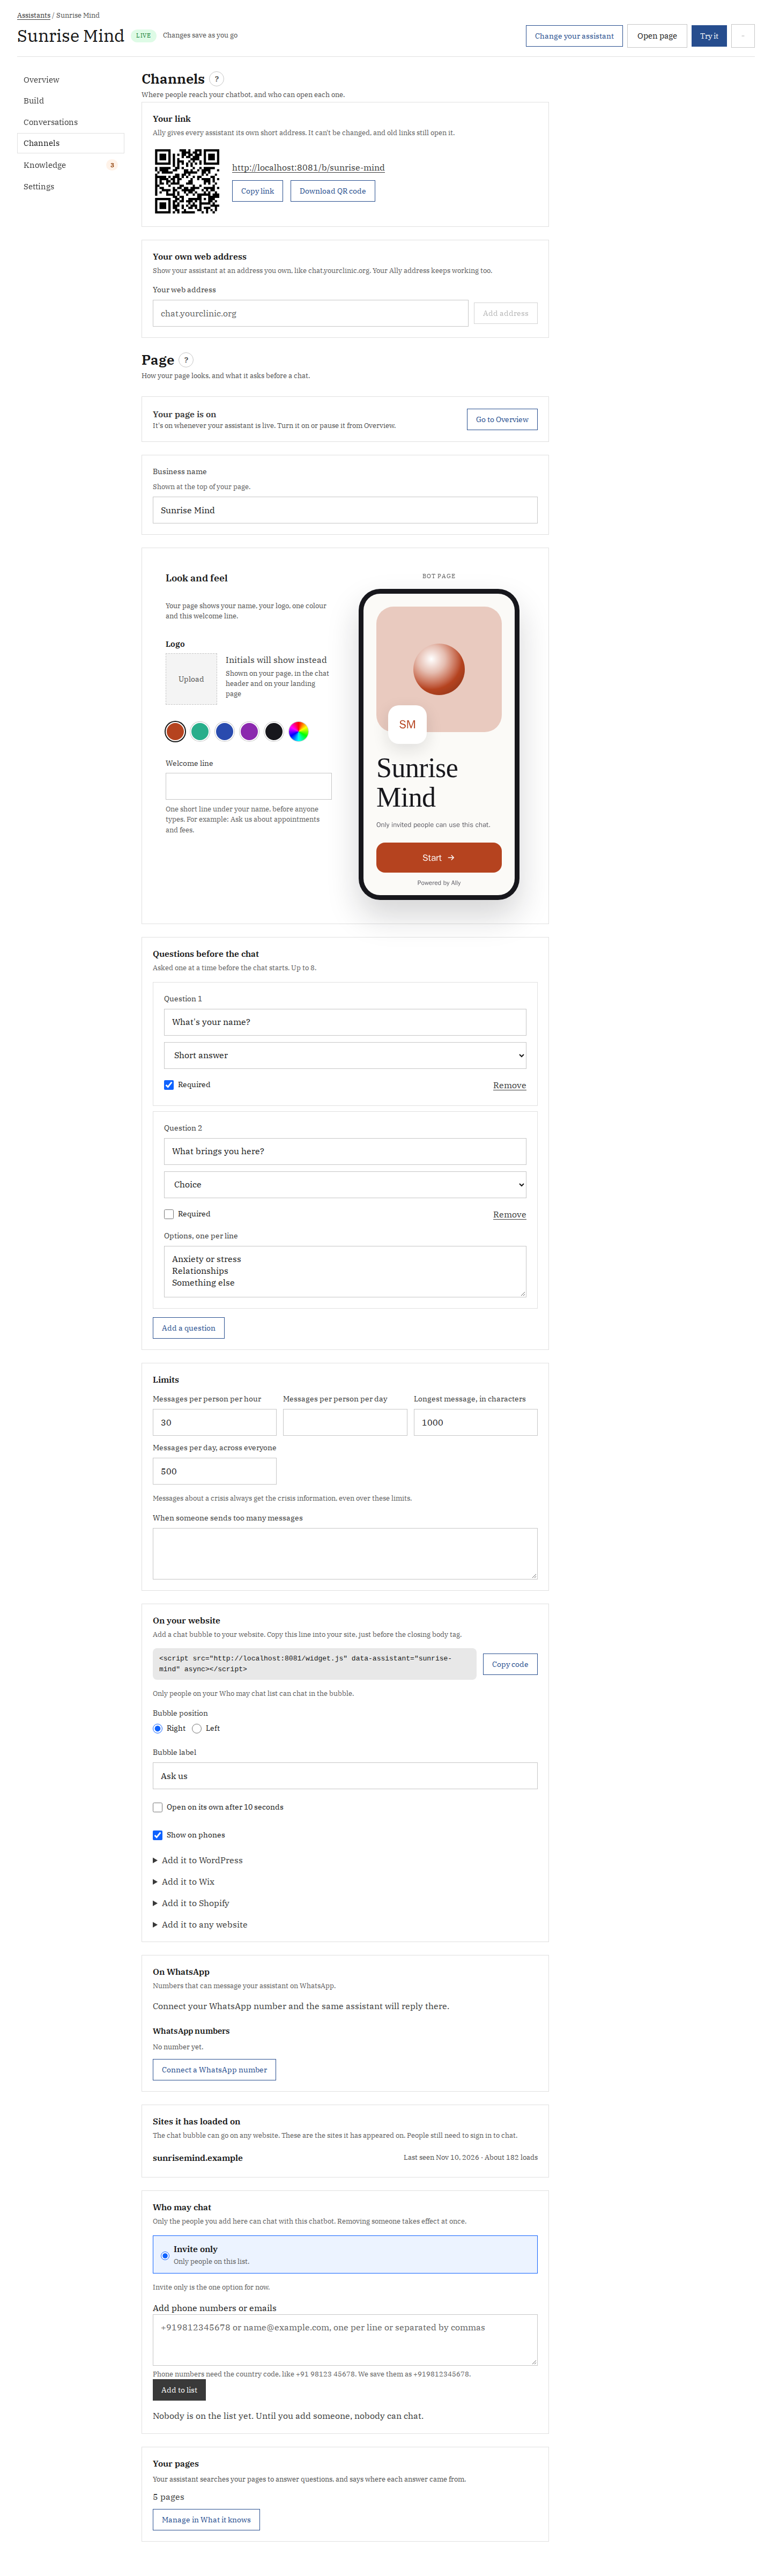 Assistants / Sunrise Mind
Sunrise Mind
LIVE
Changes save as you go
Change your assistant
Open page
Try it
Overview
Build
Conversations
Channels
Knowledge
3
Settings
Channels
?
Where people reach your chatbot, and who can open each one.
Your link
Ally gives every assistant its own short address. It can't be changed, and old links still open it.
http://localhost:8081/b/sunrise-mind
Copy link
Download QR code
Your own web address
Show your assistant at an address you own, like chat.yourclinic.org. Your Ally address keeps working too.
Your web address
chat.yourclinic.org
Add address
Page
?
How your page looks, and what it asks before a chat.
Your page is on
It's on whenever your assistant is live. Turn it on or pause it from Overview.
Go to Overview
Business name
Shown at the top of your page.
Sunrise Mind
Look and feel
Your page shows your name, your logo, one colour
and this welcome line.
Logo
Upload
Initials will show instead
Shown on your page, in the chat
header and on your landing
page
Welcome line
One short line under your name, before anyone
types. For example: Ask us about appointments
and fees.
BOT PAGE
SM
Sunrise
Mind
Only invited people can use this chat.
Start →
Powered by Ally
Questions before the chat
Asked one at a time before the chat starts. Up to 8.
Question 1
What's your name?
Short answer
Required
Remove
Question 2
What brings you here?
Choice
Required
Remove
Options, one per line
Anxiety or stress
Relationships
Something else
Add a question
Limits
Messages per person per hour
Messages per person per day
Longest message, in characters
30
1000
Messages per day, across everyone
500
Messages about a crisis always get the crisis information, even over these limits.
When someone sends too many messages
On your website
Add a chat bubble to your website. Copy this line into your site, just before the closing body tag.
<script src="http://localhost:8081/widget.js" data-assistant="sunrise-
mind" async></script>
Copy code
Only people on your Who may chat list can chat in the bubble.
Bubble position
Right
Left
Bubble label
Ask us
Open on its own after 10 seconds
Show on phones
Add it to WordPress
Add it to Wix
Add it to Shopify
Add it to any website
On WhatsApp
Numbers that can message your assistant on WhatsApp.
Connect your WhatsApp number and the same assistant will reply there.
WhatsApp numbers
No number yet.
Connect a WhatsApp number
Sites it has loaded on
The chat bubble can go on any website. These are the sites it has appeared on. People still need to sign in to chat.
sunrisemind.example
Last seen Nov 10, 2026 · About 182 loads
Who may chat
Only the people you add here can chat with this chatbot. Removing someone takes effect at once.
Invite only
Only people on this list.
Invite only is the one option for now.
Add phone numbers or emails
+919812345678 or name@example.com, one per line or separated by commas
Phone numbers need the country code, like +91 98123 45678. We save them as +919812345678.
Add to list
Nobody is on the list yet. Until you add someone, nobody can chat.
Your pages
Your assistant searches your pages to answer questions, and says where each answer came from.
5 pages
Manage in What it knows